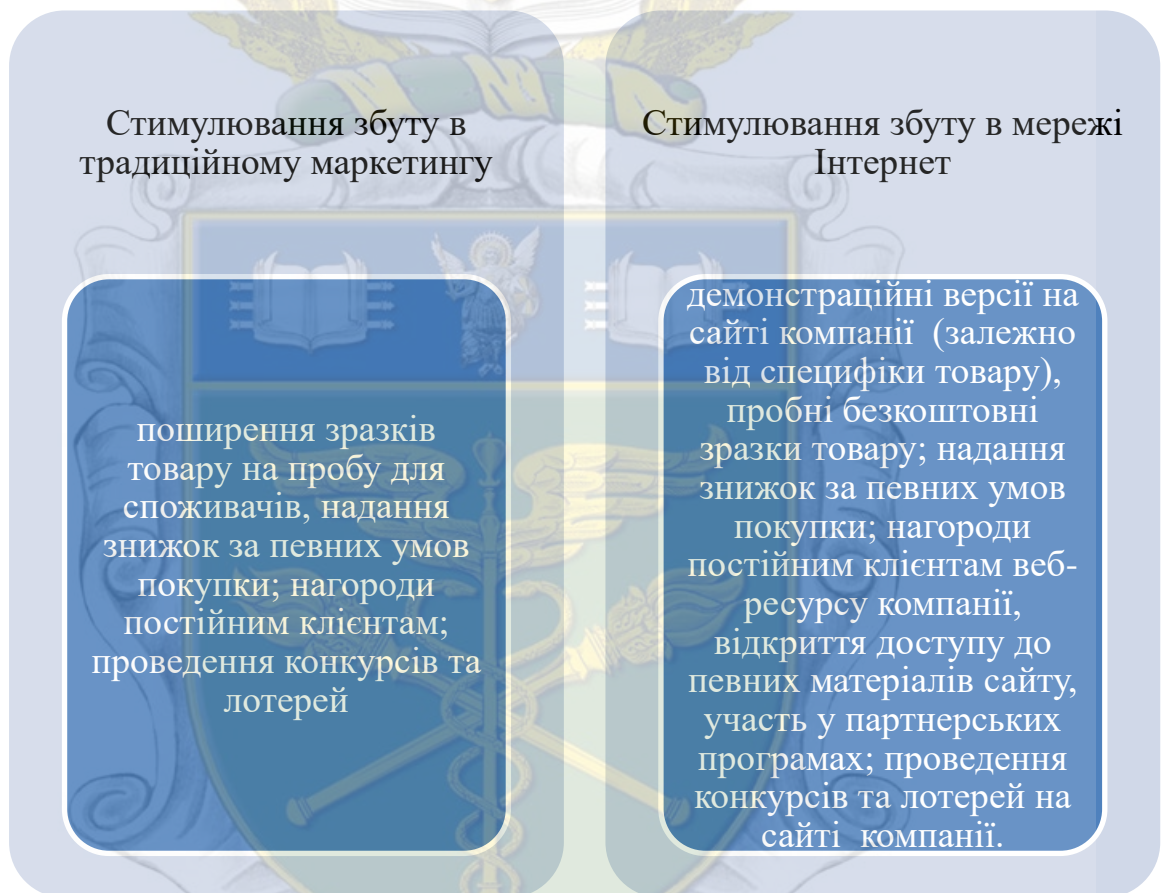 Стимулювання збуту в
традиційному маркетингу
поширення зразків
товару на пробу для
споживачів, надання
знижок за певних умов
покупки; нагороди
постійним клієнтам;
проведення конкурсів та
лотерей
Стимулювання збуту в мережі
Інтернет
демонстраційні версії на
сайті компанії  (залежно
від специфіки товару),
пробні безкоштовні
зразки товару; надання
знижок за певних умов
покупки; нагороди
постійним клієнтам веб-
ресурсу компанії,
відкриття доступу до
певних матеріалів сайту,
участь у партнерських
програмах; проведення
конкурсів та лотерей на
сайті  компанії.